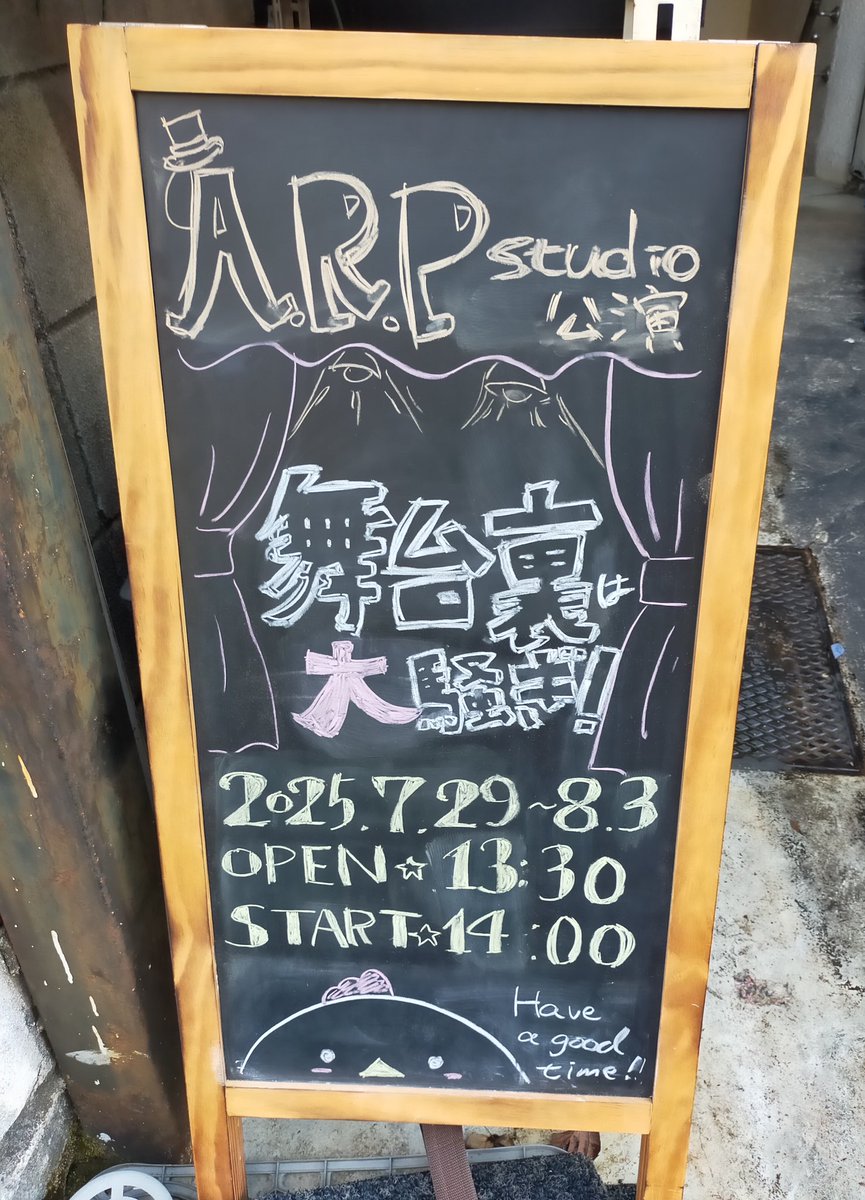 A.R.P studio
公演
舞台裏は
大騒ぎ!
2025.7.29~8.3
OPEN☆13:30
START☆14:00
Have
a good
time!!